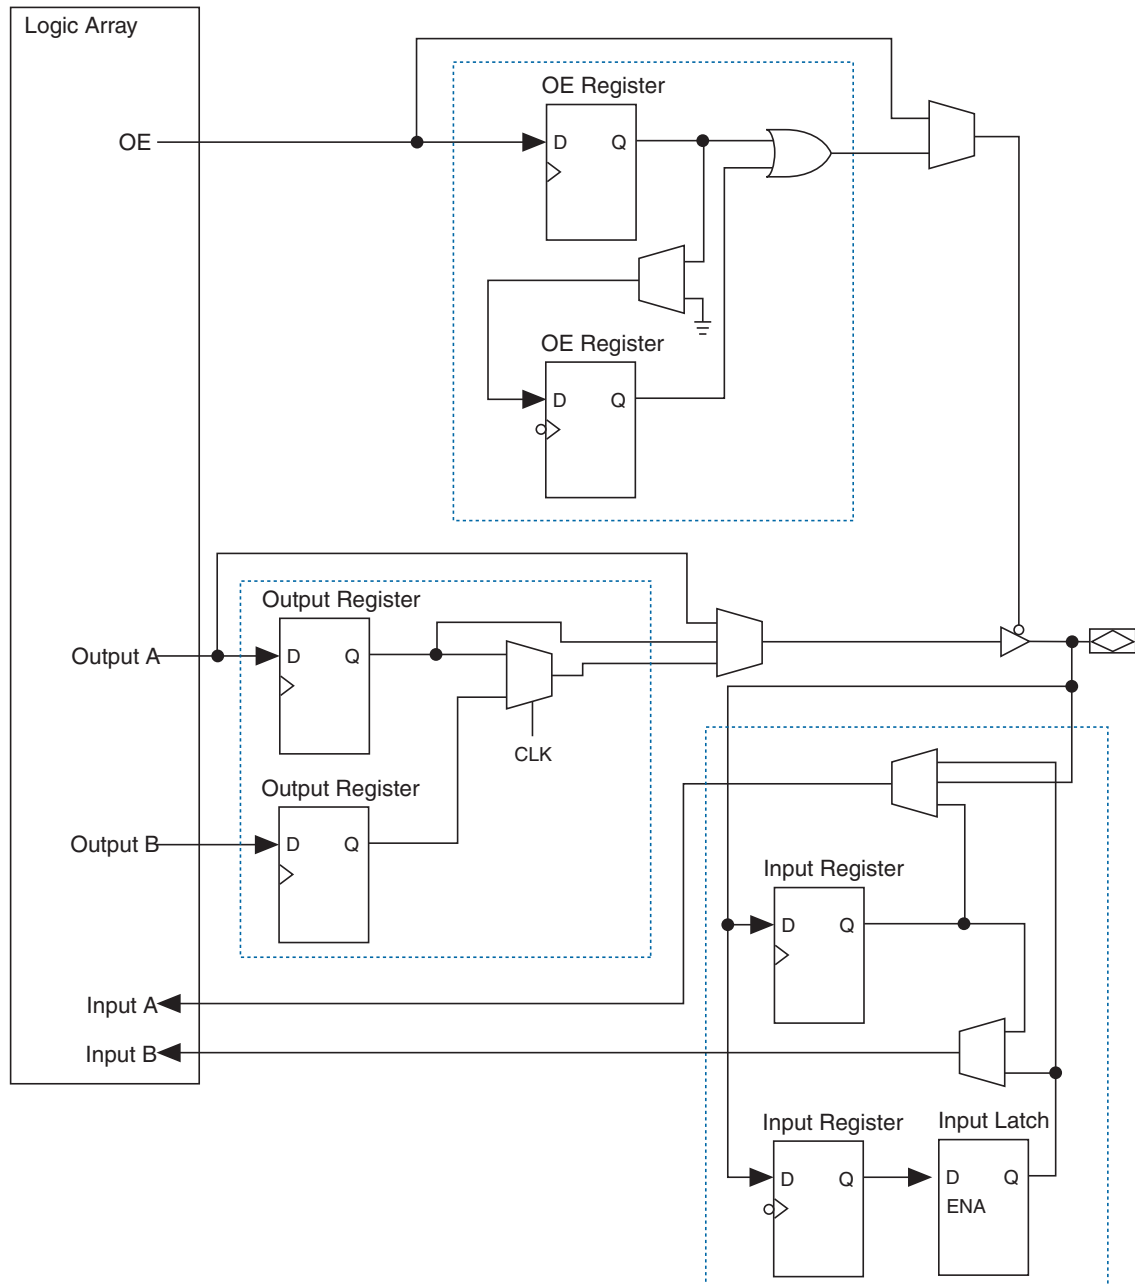 Logic Array
OE Register
OE
D Q
OE Register
D Q
Output Register
Output A
D Q
CLK
Output Register
Output B
D Q
Input Register
D Q
Input A
Input B
Input Register
Input Latch
D Q
D Q
ENA